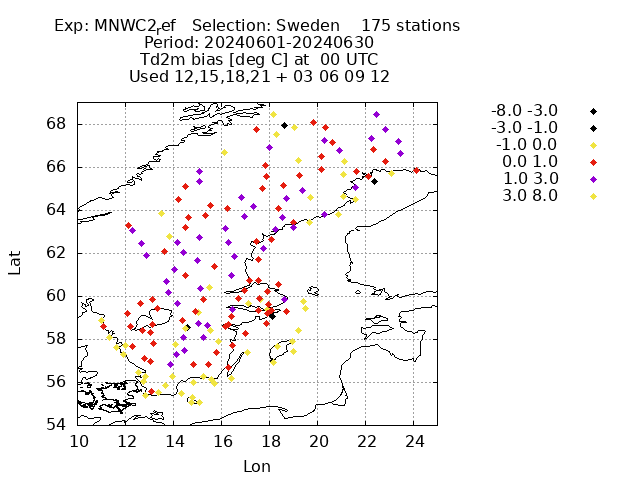 Exp: MNWC2_ref   Selection: Sweden    175 stations
Period: 20240601-20240630
Td2m bias [deg C] at  00 UTC
Used 12,15,18,21 + 03 06 09 12
-8.0 -3.0
-3.0 -1.0
-1.0 0.0
0.0 1.0
1.0 3.0
3.0 8.0
68
66
64
62
60
58
56
54
Lat
10 12 14 16 18 20 22 24
Lon